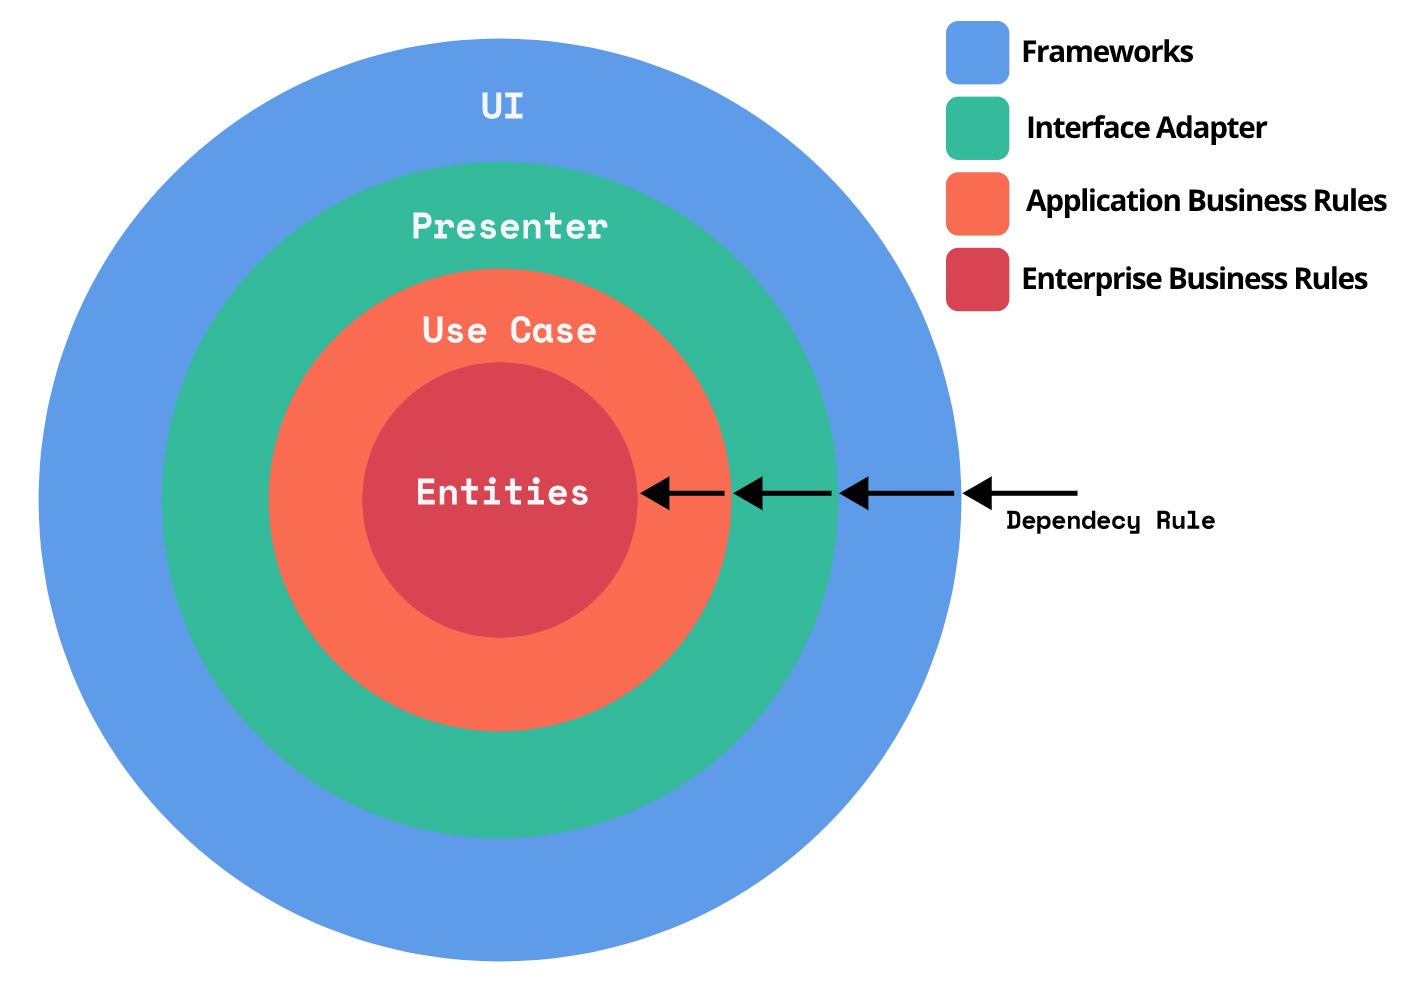 UI
Presenter
Use Case
Entities
Frameworks
Interface Adapter
Application Business Rules
Enterprise Business Rules
Dependecy Rule